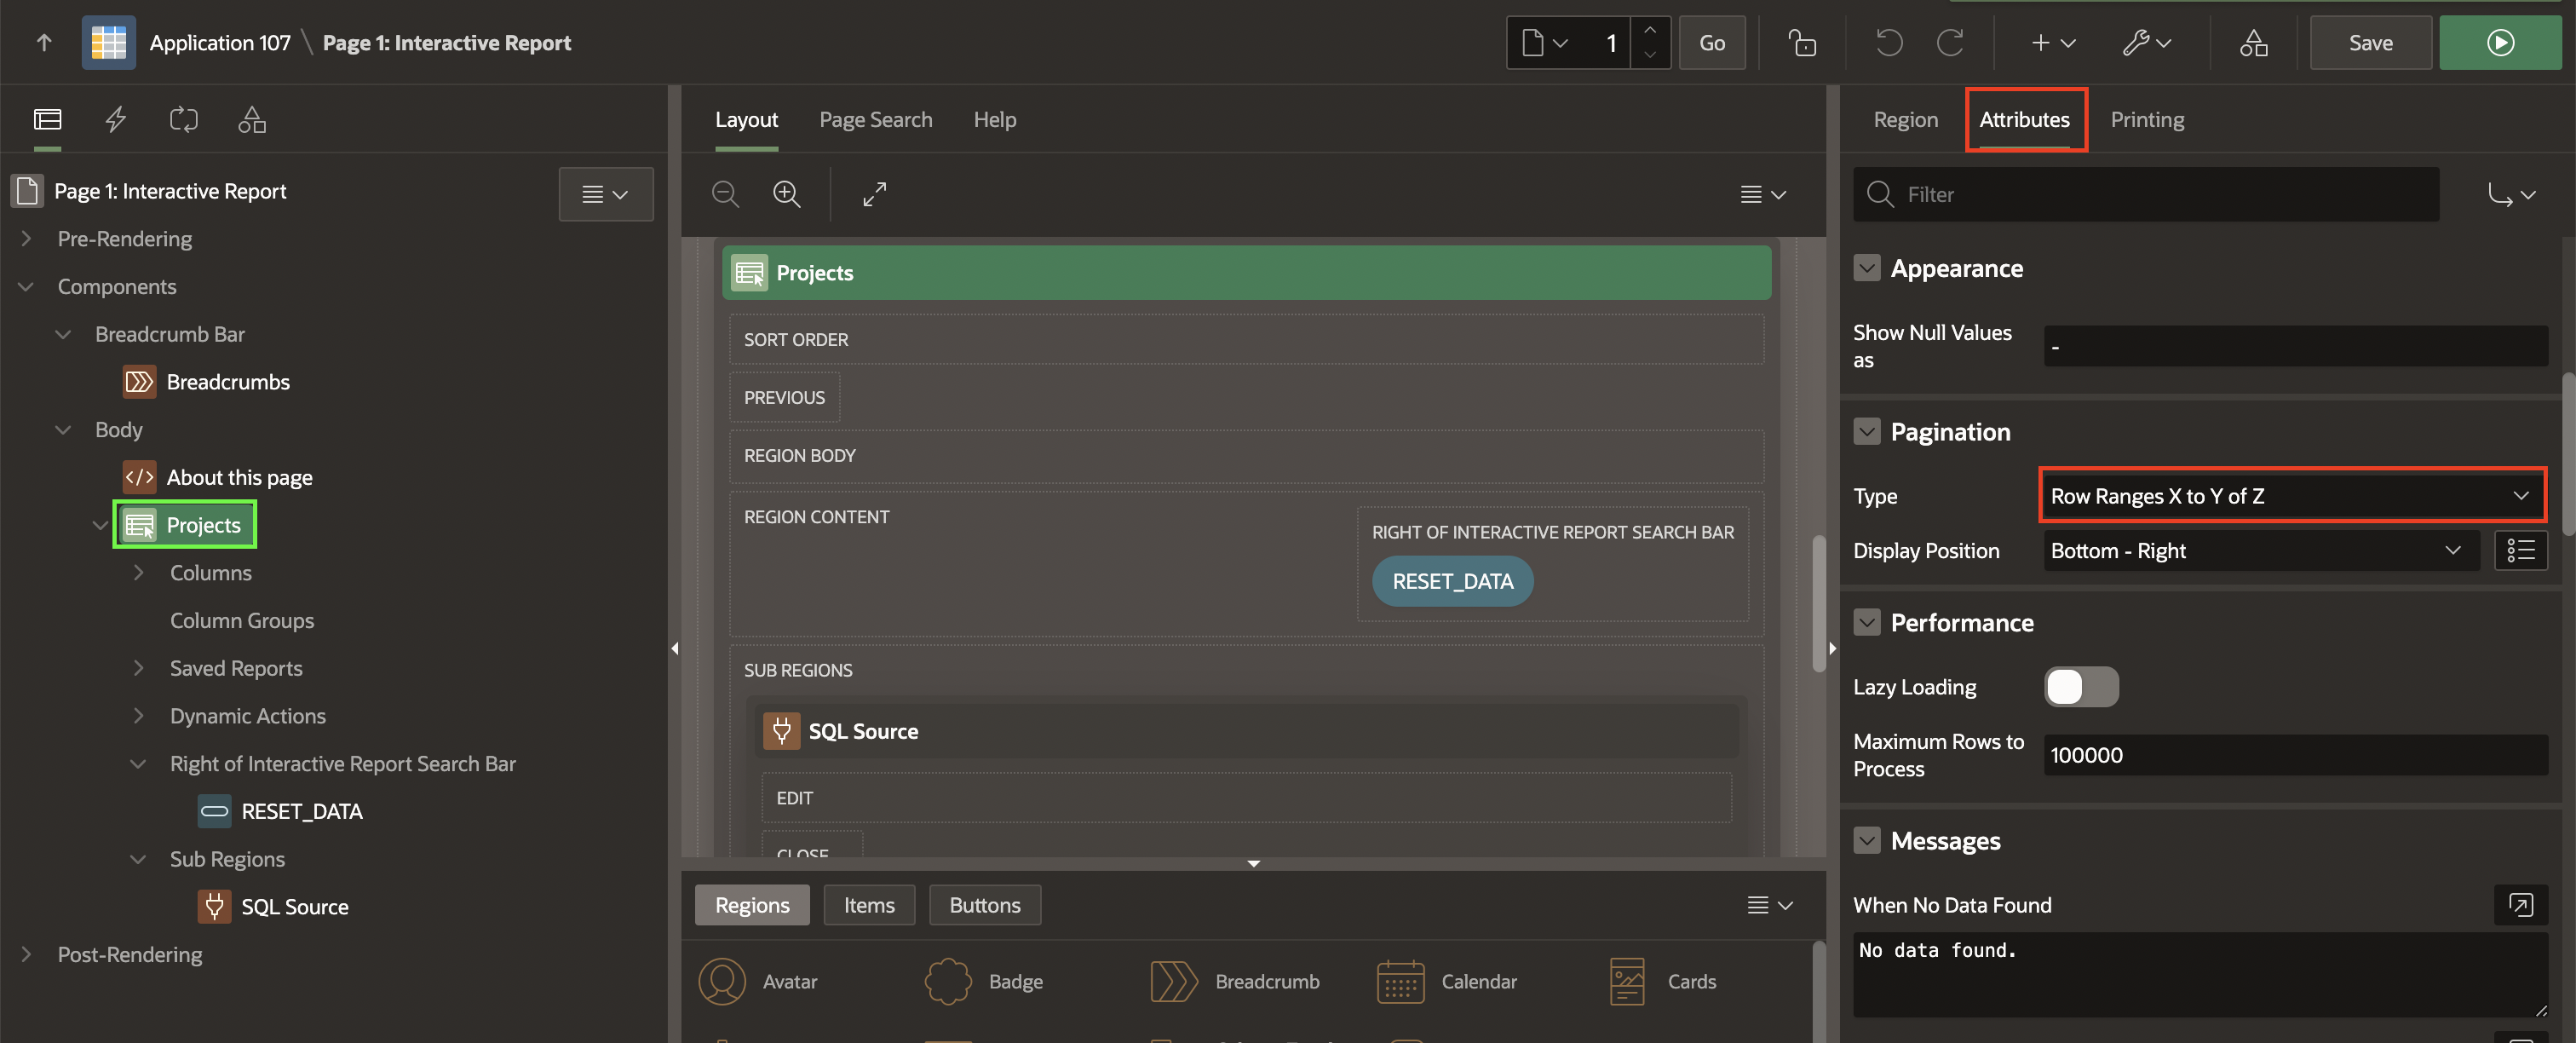 Application 107 \ Page 1: Interactive Report
1
Go
Save
Page 1: Interactive Report
Pre-Rendering
Components
Breadcrumb Bar
Breadcrumbs
Body
About this page
Projects
Columns
Column Groups
Saved Reports
Dynamic Actions
Right of Interactive Report Search Bar
RESET_DATA
Sub Regions
SQL Source
Post-Rendering
Layout
Page Search
Help
Projects
SORT ORDER
PREVIOUS
REGION BODY
REGION CONTENT
RIGHT OF INTERACTIVE REPORT SEARCH BAR
RESET_DATA
SUB REGIONS
SQL Source
EDIT
CLOSE
Regions
Items
Buttons
Avatar
Badge
Breadcrumb
Calendar
Cards
Region
Attributes
Printing
Filter
Appearance
Show Null Values
as
-
Pagination
Type
Row Ranges X to Y of Z
Display Position
Bottom - Right
Performance
Lazy Loading
Maximum Rows to
Process
100000
Messages
When No Data Found
No data found.